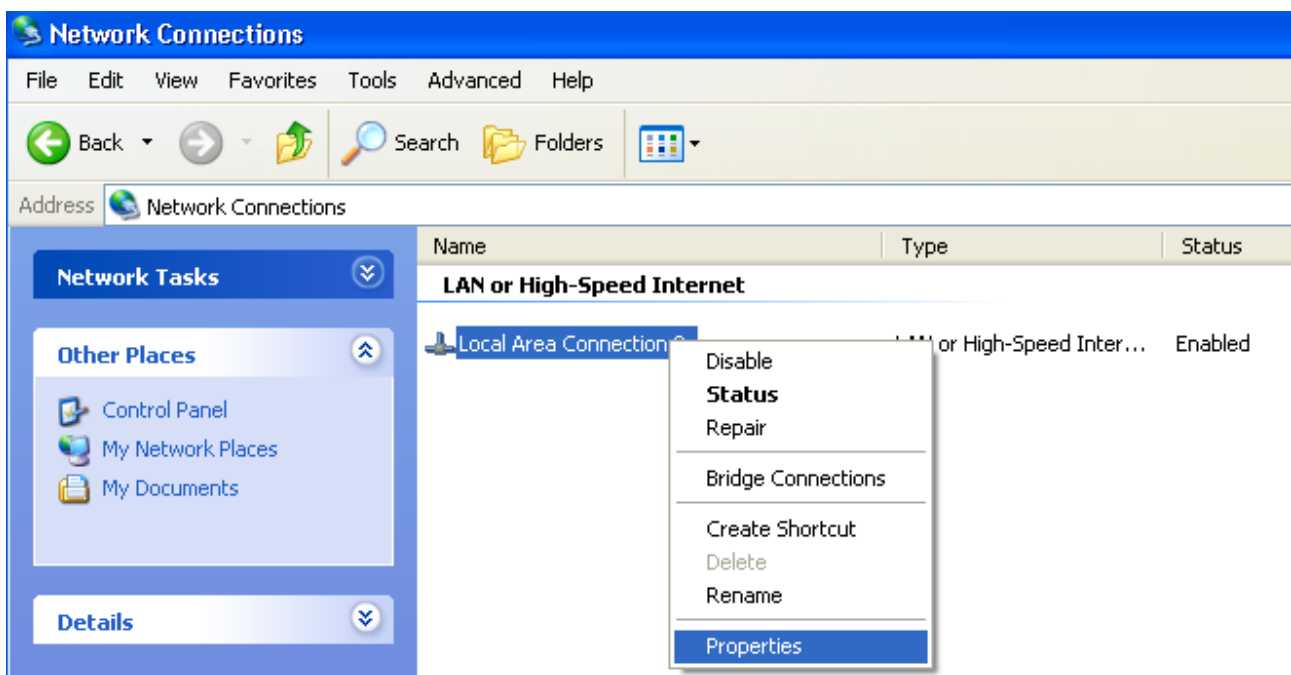 Network Connections
File Edit View Favorites Tools Advanced Help
Back Search Folders
Address Network Connections
Name Type Status
Network Tasks
LAN or High-Speed Internet
Other Places
Local Area Connection or High-Speed Inter... Enabled
Control Panel
My Network Places
My Documents
Details
Disable
Status
Repair
Bridge Connections
Create Shortcut
Delete
Rename
Properties